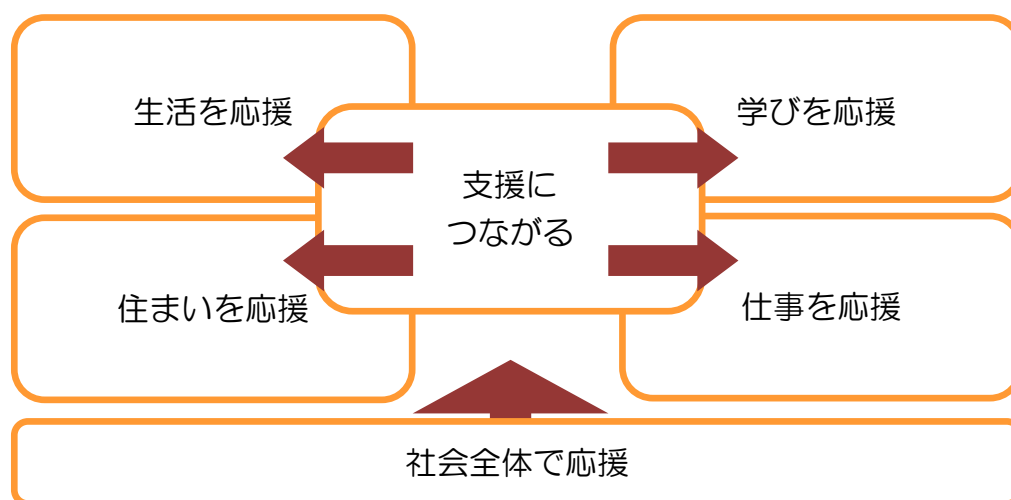 生活を応援
学びを応援
支援に
つながる
住まいを応援
仕事を応援
社会全体で応援